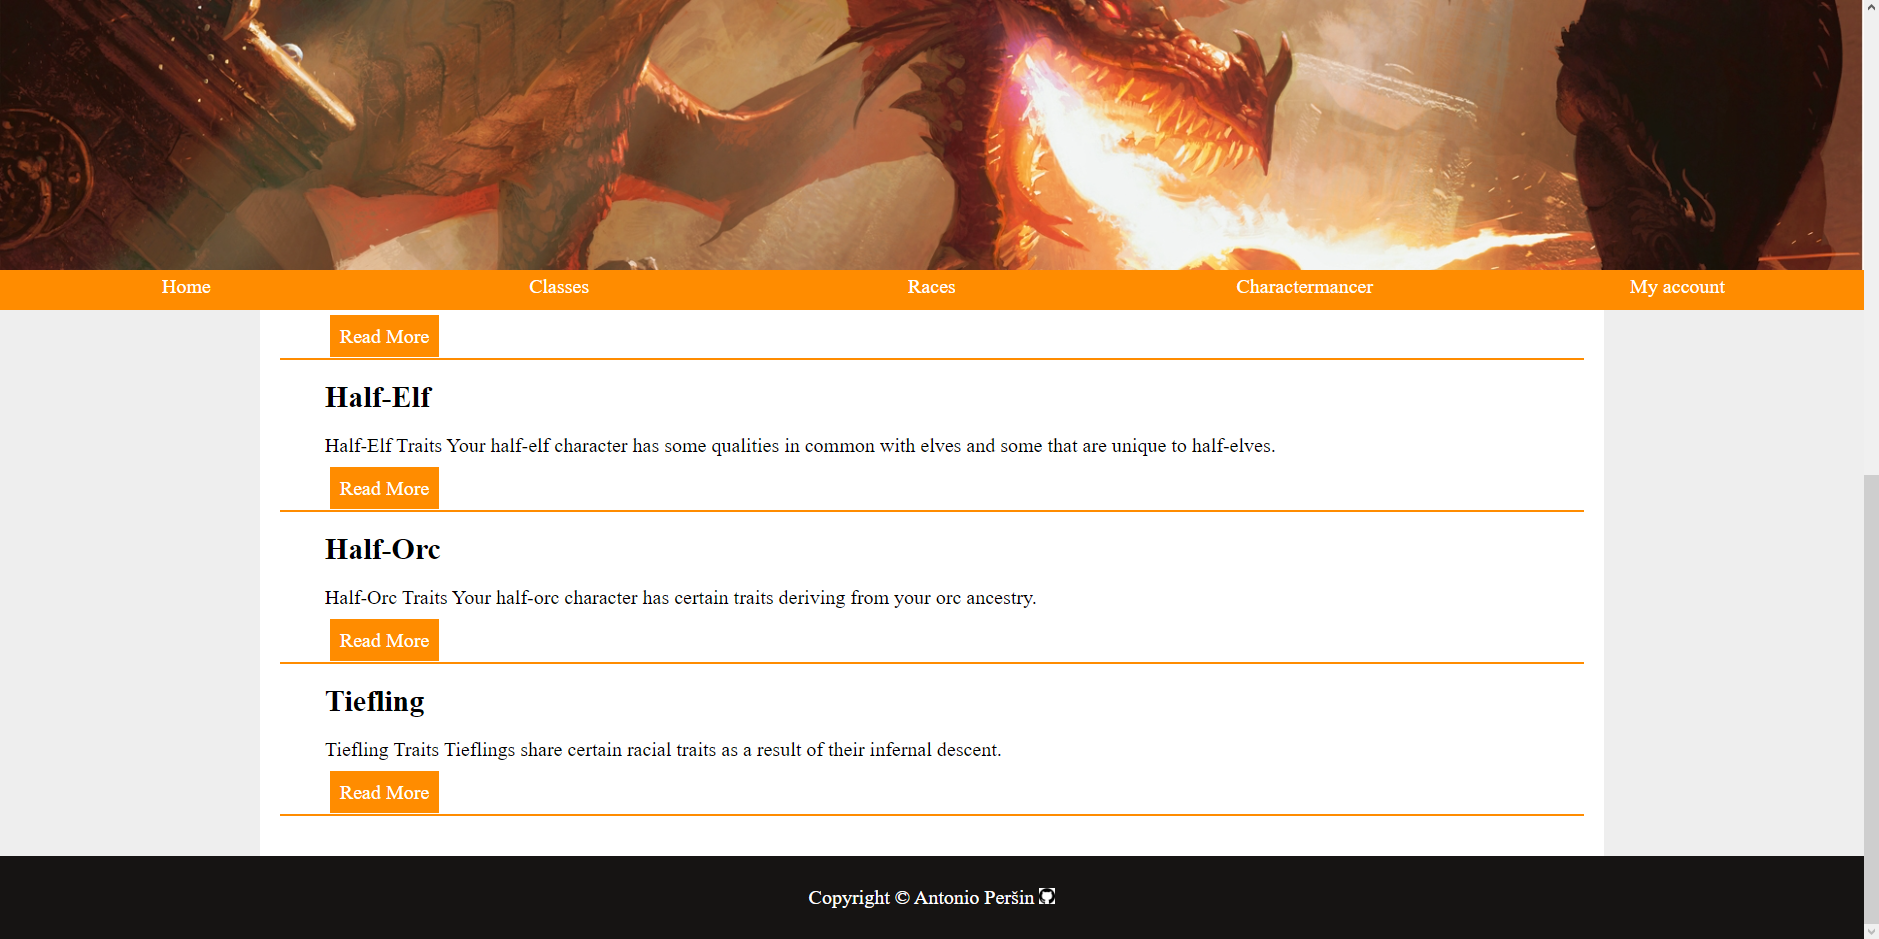 Home Classes Races Charactermancer My account
Read More
Half-Elf
Half-Elf Traits Your half-elf character has some qualities in common with elves and some that are unique to half-elves.
Read More
Half-Orc
Half-Orc Traits Your half-orc character has certain traits deriving from your orc ancestry.
Read More
Tiefling
Tiefling Traits Tieflings share certain racial traits as a result of their infernal descent.
Read More
Copyright © Antonio Peršin